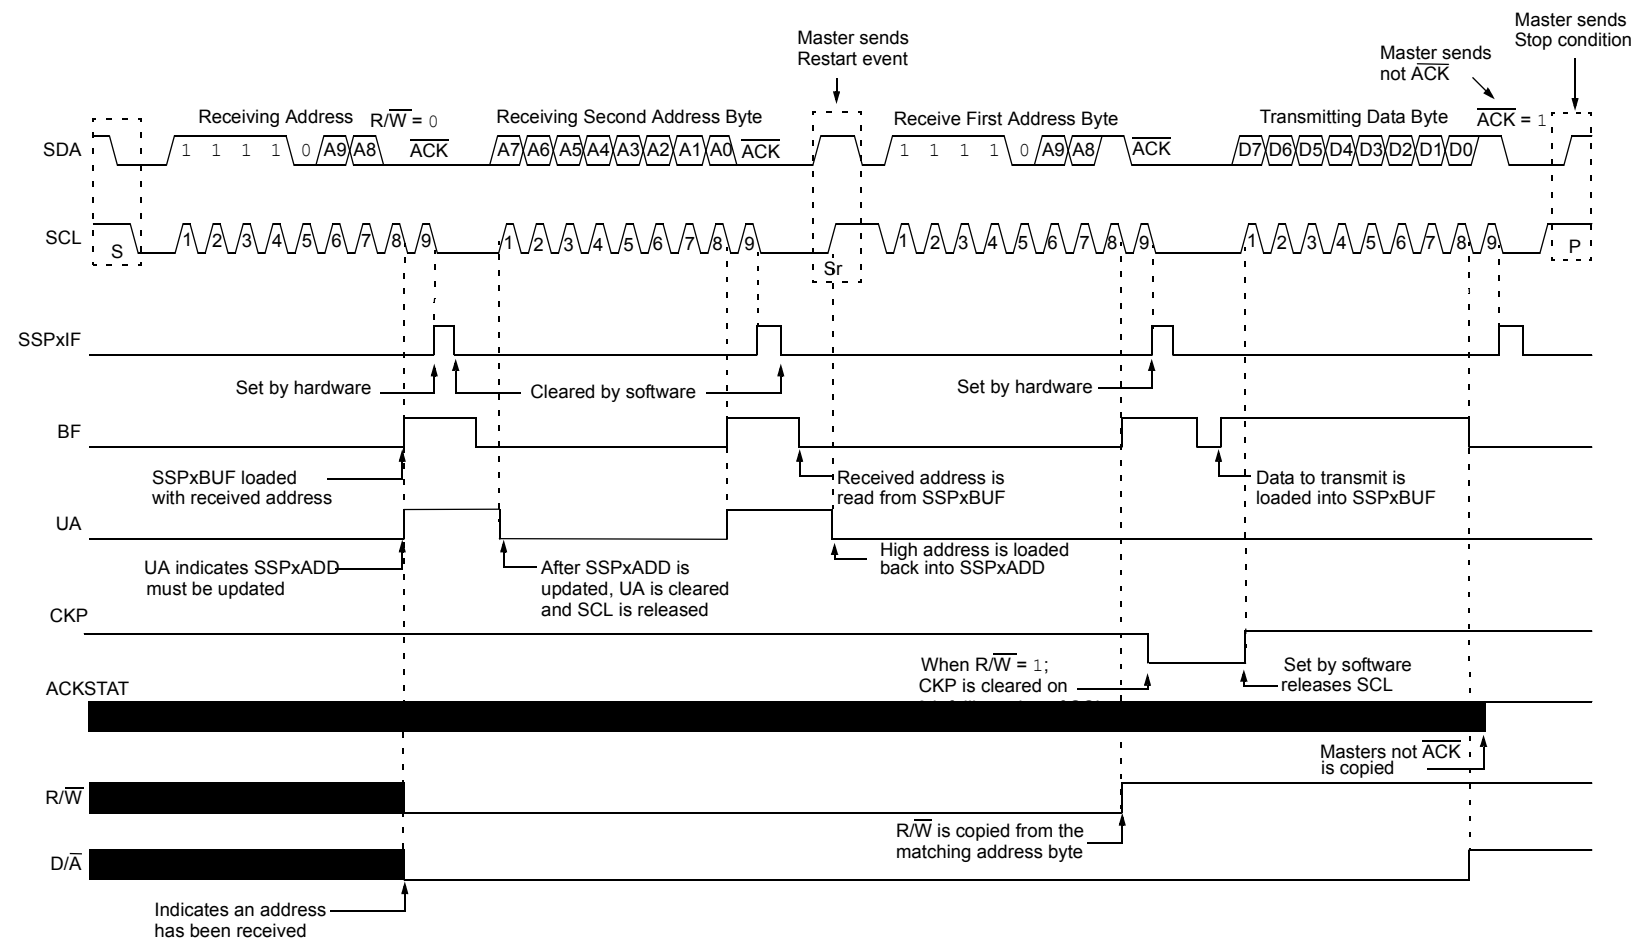 Master sends
Stop condition
Master sends
Restart event
Master sends
not ACK
Receiving Address R/W = 0
Receiving Second Address Byte
Receive First Address Byte
Transmitting Data Byte
ACK = 1
SDA
1 1 1 1 0 A9 A8 ACK A7 A6 A5 A4 A3 A2 A1 A0 ACK 1 1 1 1 0 A9 A8 ACK D7 D6 D5 D4 D3 D2 D1 D0
SCL
S 1 2 3 4 5 6 7 8 9 1 2 3 4 5 6 7 8 9 Sr 1 2 3 4 5 6 7 8 9 1 2 3 4 5 6 7 8 9 P
SSPxIF
Set by hardware
Cleared by software
Set by hardware
BF
SSPxBUF loaded
with received address
Received address is
read from SSPxBUF
Data to transmit is
loaded into SSPxBUF
UA
UA indicates SSPxADD
must be updated
After SSPxADD is
updated, UA is cleared
and SCL is released
High address is loaded
back into SSPxADD
CKP
When R/W = 1;
CKP is cleared on
Set by software
releases SCL
ACKSTAT
Masters not ACK
is copied
R/W
R/W is copied from the
matching address byte
D/A
Indicates an address
has been received